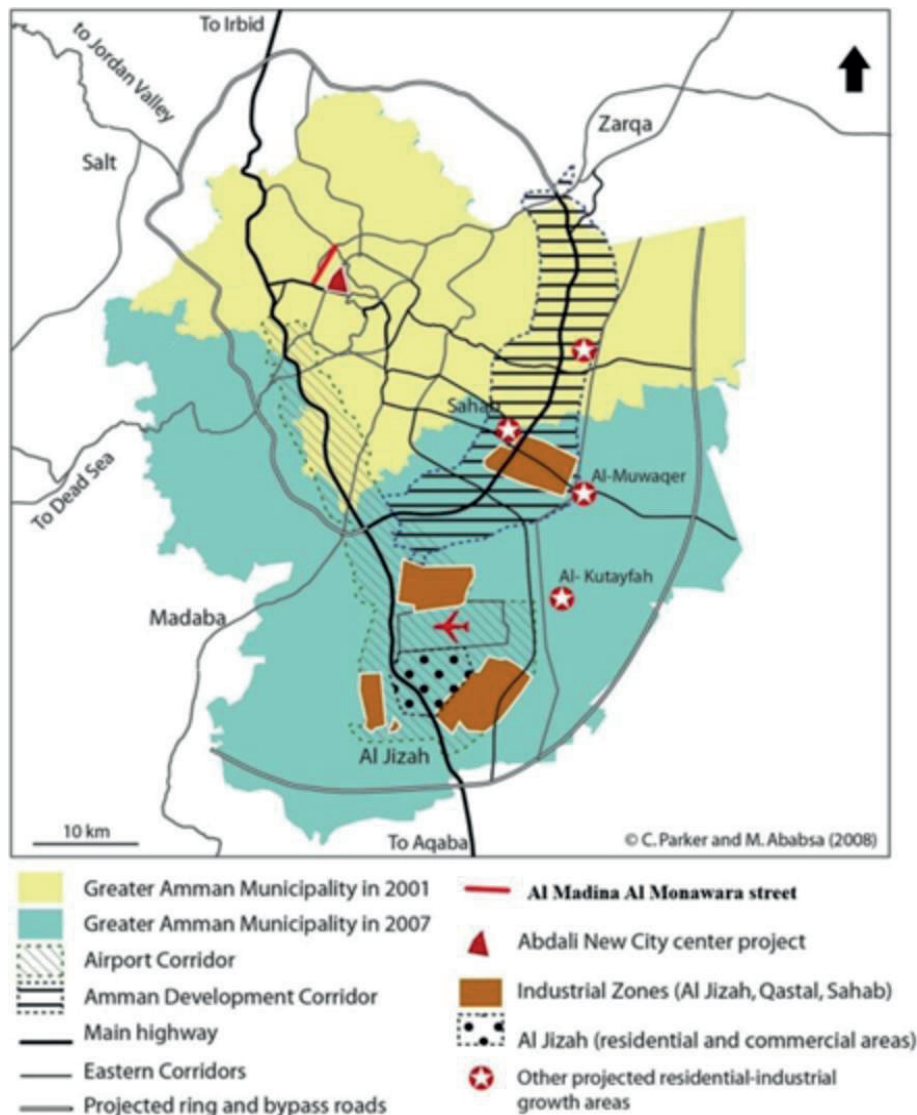 To Irbid
to Jordan Valley
Zarqa
Salt
Sahab
Al-Muwaqer
To Dead Sea
Al- Kutayfah
Madaba
Al Jizah
10 km
To Aqaba
© C. Parker and M. Ababsa (2008)
Greater Amman Municipality in 2001
Greater Amman Municipality in 2007
Airport Corridor
Amman Development Corridor
Main highway
Eastern Corridors
Projected ring and bypass roads
Al Madina Al Monawara street
Abdali New City center project
Industrial Zones (Al Jizah, Qastal, Sahab)
Al Jizah (residential and commercial areas)
Other projected residential-industrial
growth areas